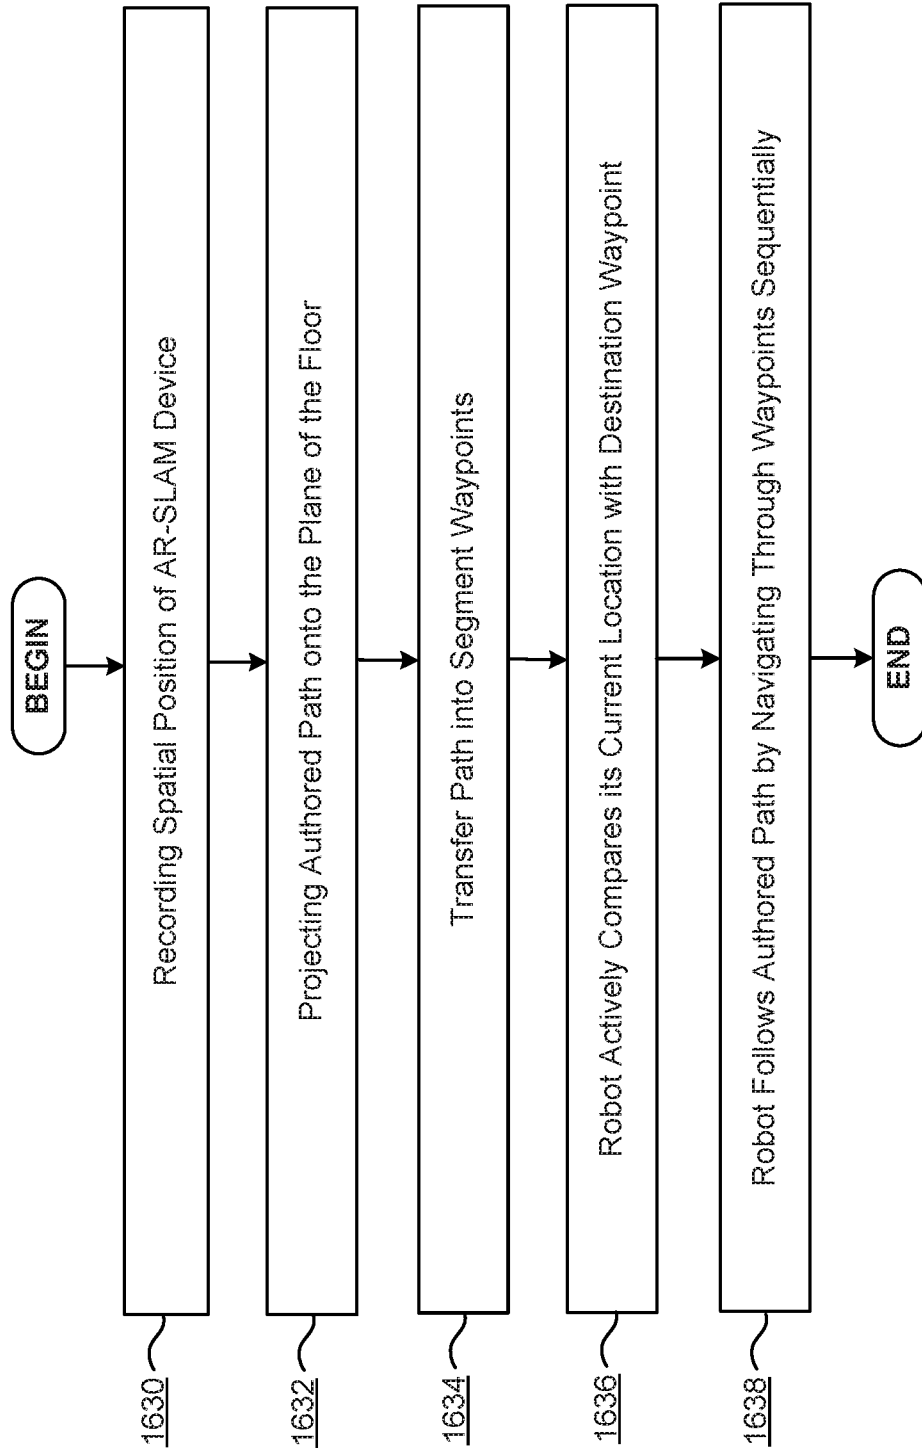 BEGIN
1630
Recording Spatial Position of AR-SLAM Device
1632
Projecting Authored Path onto the Plane of the Floor
1634
Transfer Path into Segment Waypoints
1636
Robot Actively Compares its Current Location with Destination Waypoint
1638
Robot Follows Authored Path by Navigating Through Waypoints Sequentially
END